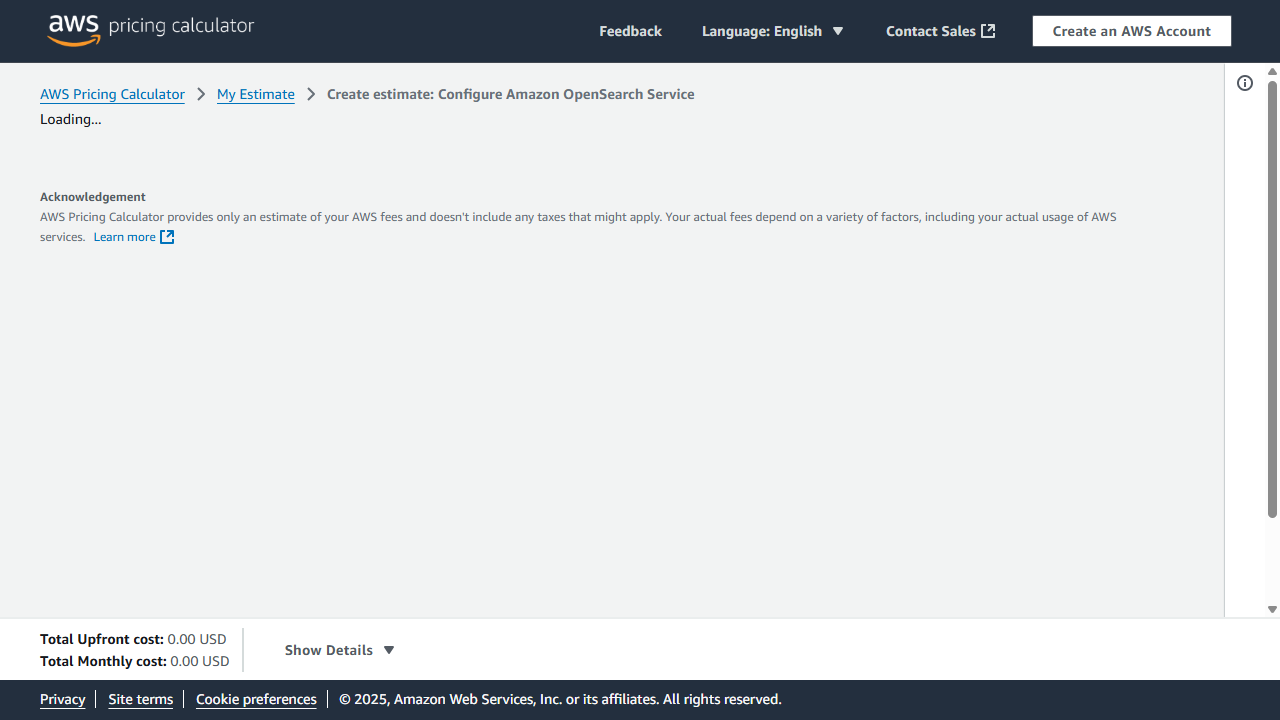 aws pricing calculator
Feedback
Language: English
Contact Sales
Create an AWS Account
AWS Pricing Calculator
My Estimate
Create estimate: Configure Amazon OpenSearch Service
Loading...
Acknowledgement
AWS Pricing Calculator provides only an estimate of your AWS fees and doesn't include any taxes that might apply. Your actual fees depend on a variety of factors, including your actual usage of AWS
services. Learn more
Total Upfront cost: 0.00 USD
Total Monthly cost: 0.00 USD
Show Details
Privacy
Site terms
Cookie preferences
© 2025, Amazon Web Services, Inc. or its affiliates. All rights reserved.